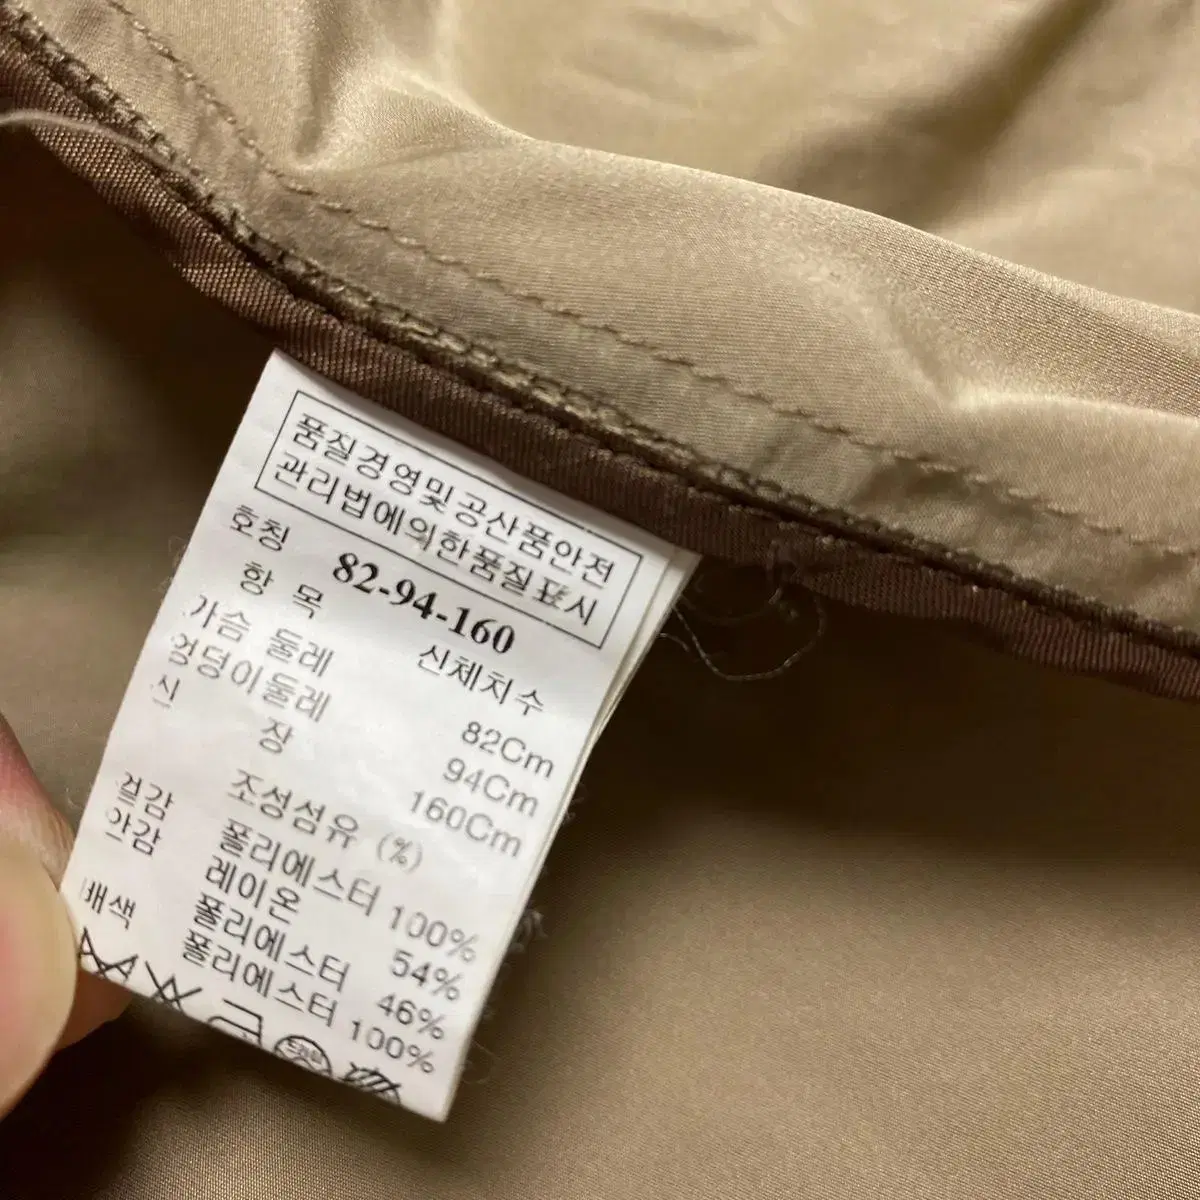 품질경영및공산품안전
관리법에의한품질표시
호칭 82-94-160
항 목 신체치수
가슴 둘레 82Cm
엉덩이둘레 94Cm
신 장 160Cm
조성섬유 (%)
겉감 폴리에스터 100%
안감 레이온 54%
폴리에스터 46%
배색 폴리에스터 100%
드라이